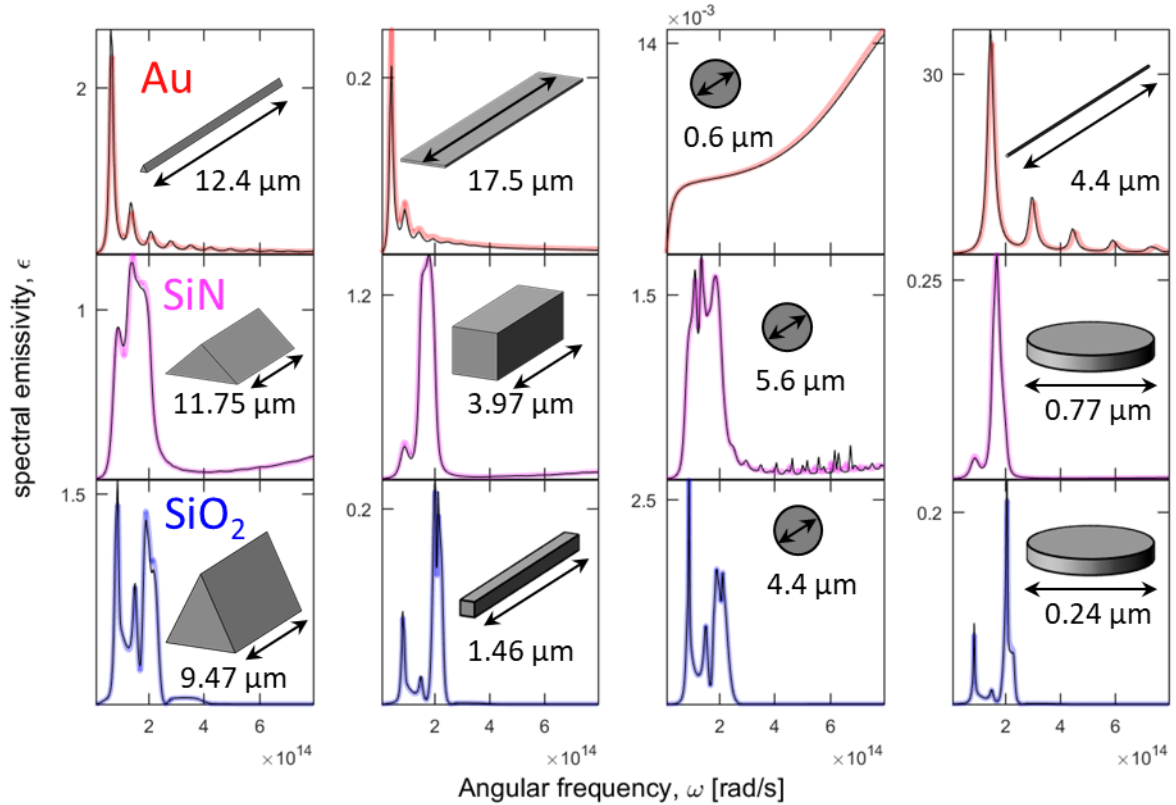 ×10⁻³
2
Au
12.4 μm
0.2
17.5 μm
14
0.6 μm
30
4.4 μm
spectral emissivity, ϵ
1
SiN
11.75 μm
1.2
3.97 μm
1.5
5.6 μm
0.25
0.77 μm
1.5
SiO₂
9.47 μm
0.2
1.46 μm
2.5
4.4 μm
0.2
0.24 μm
2 4 6
×10¹⁴
2 4 6
×10¹⁴
2 4 6
×10¹⁴
2 4 6
×10¹⁴
Angular frequency, ω [rad/s]